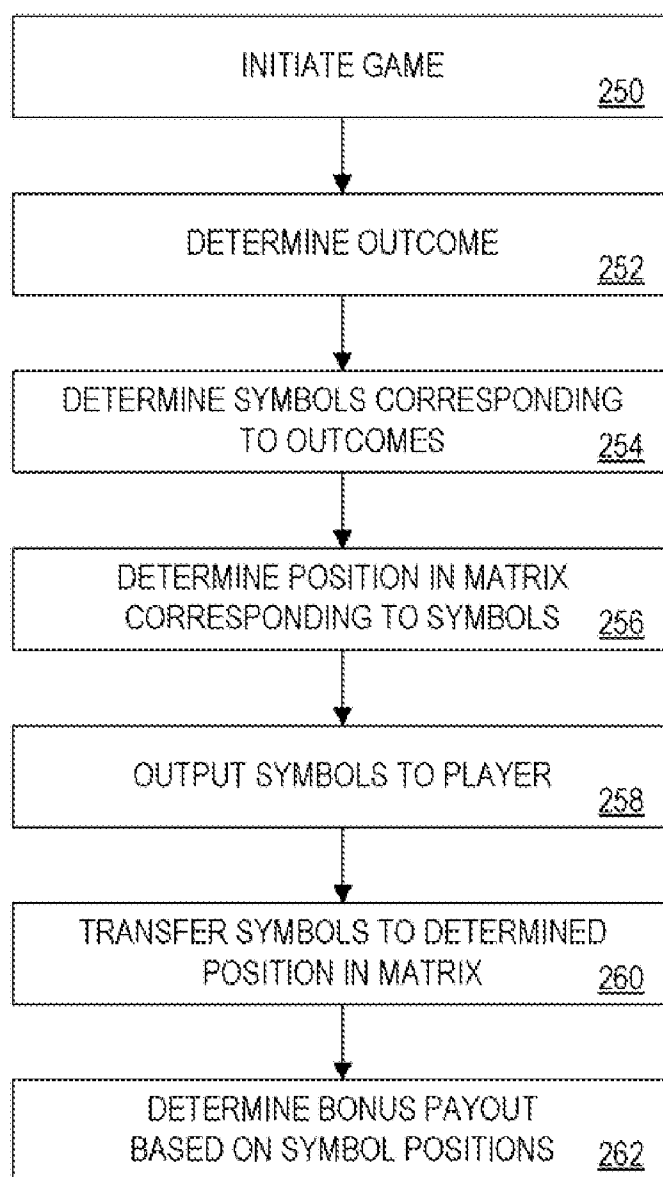 INITIATE GAME
250
DETERMINE OUTCOME
252
DETERMINE SYMBOLS CORRESPONDING
TO OUTCOMES
254
DETERMINE POSITION IN MATRIX
CORRESPONDING TO SYMBOLS
256
OUTPUT SYMBOLS TO PLAYER
258
TRANSFER SYMBOLS TO DETERMINED
POSITION IN MATRIX
260
DETERMINE BONUS PAYOUT
BASED ON SYMBOL POSITIONS
262